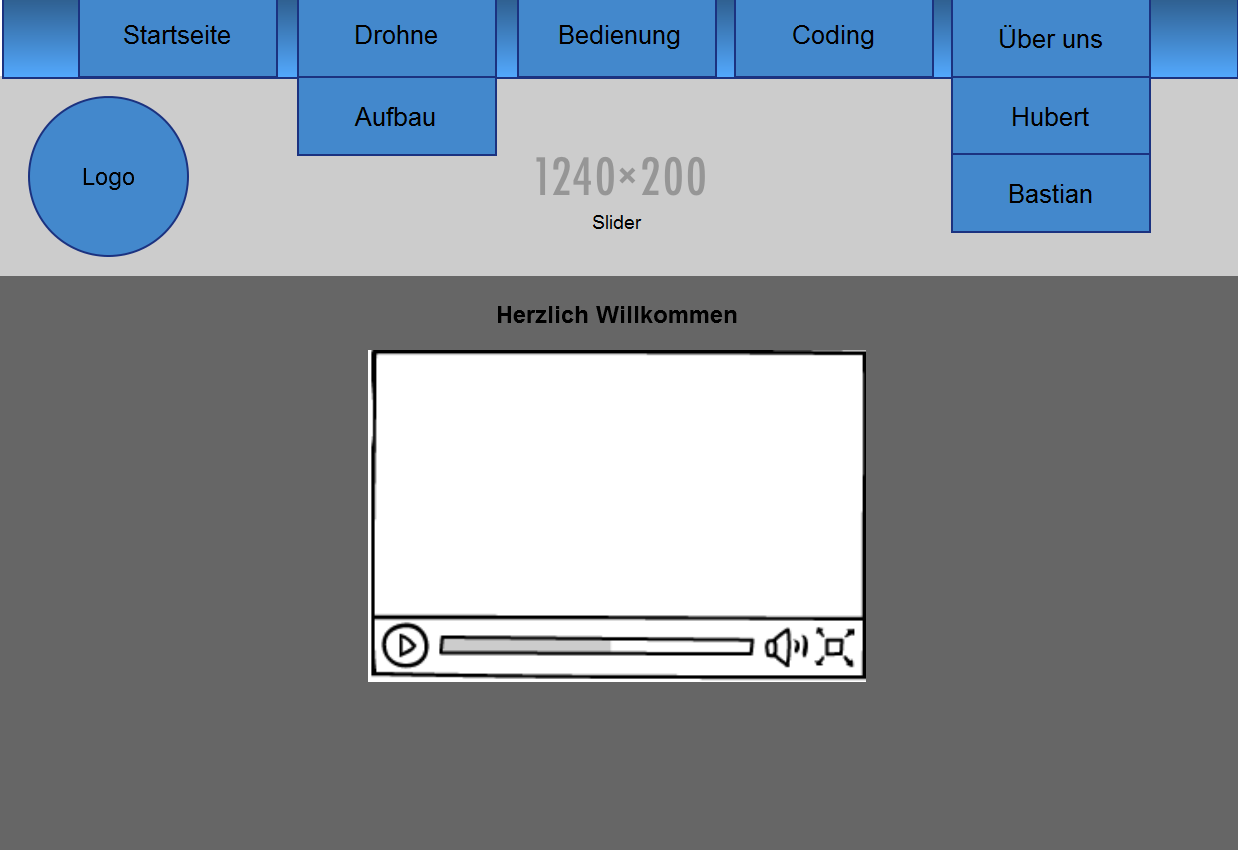 Startseite
Drohne
Bedienung
Coding
Über uns
Aufbau
Hubert
Bastian
Logo
1240×200
Slider
Herzlich Willkommen